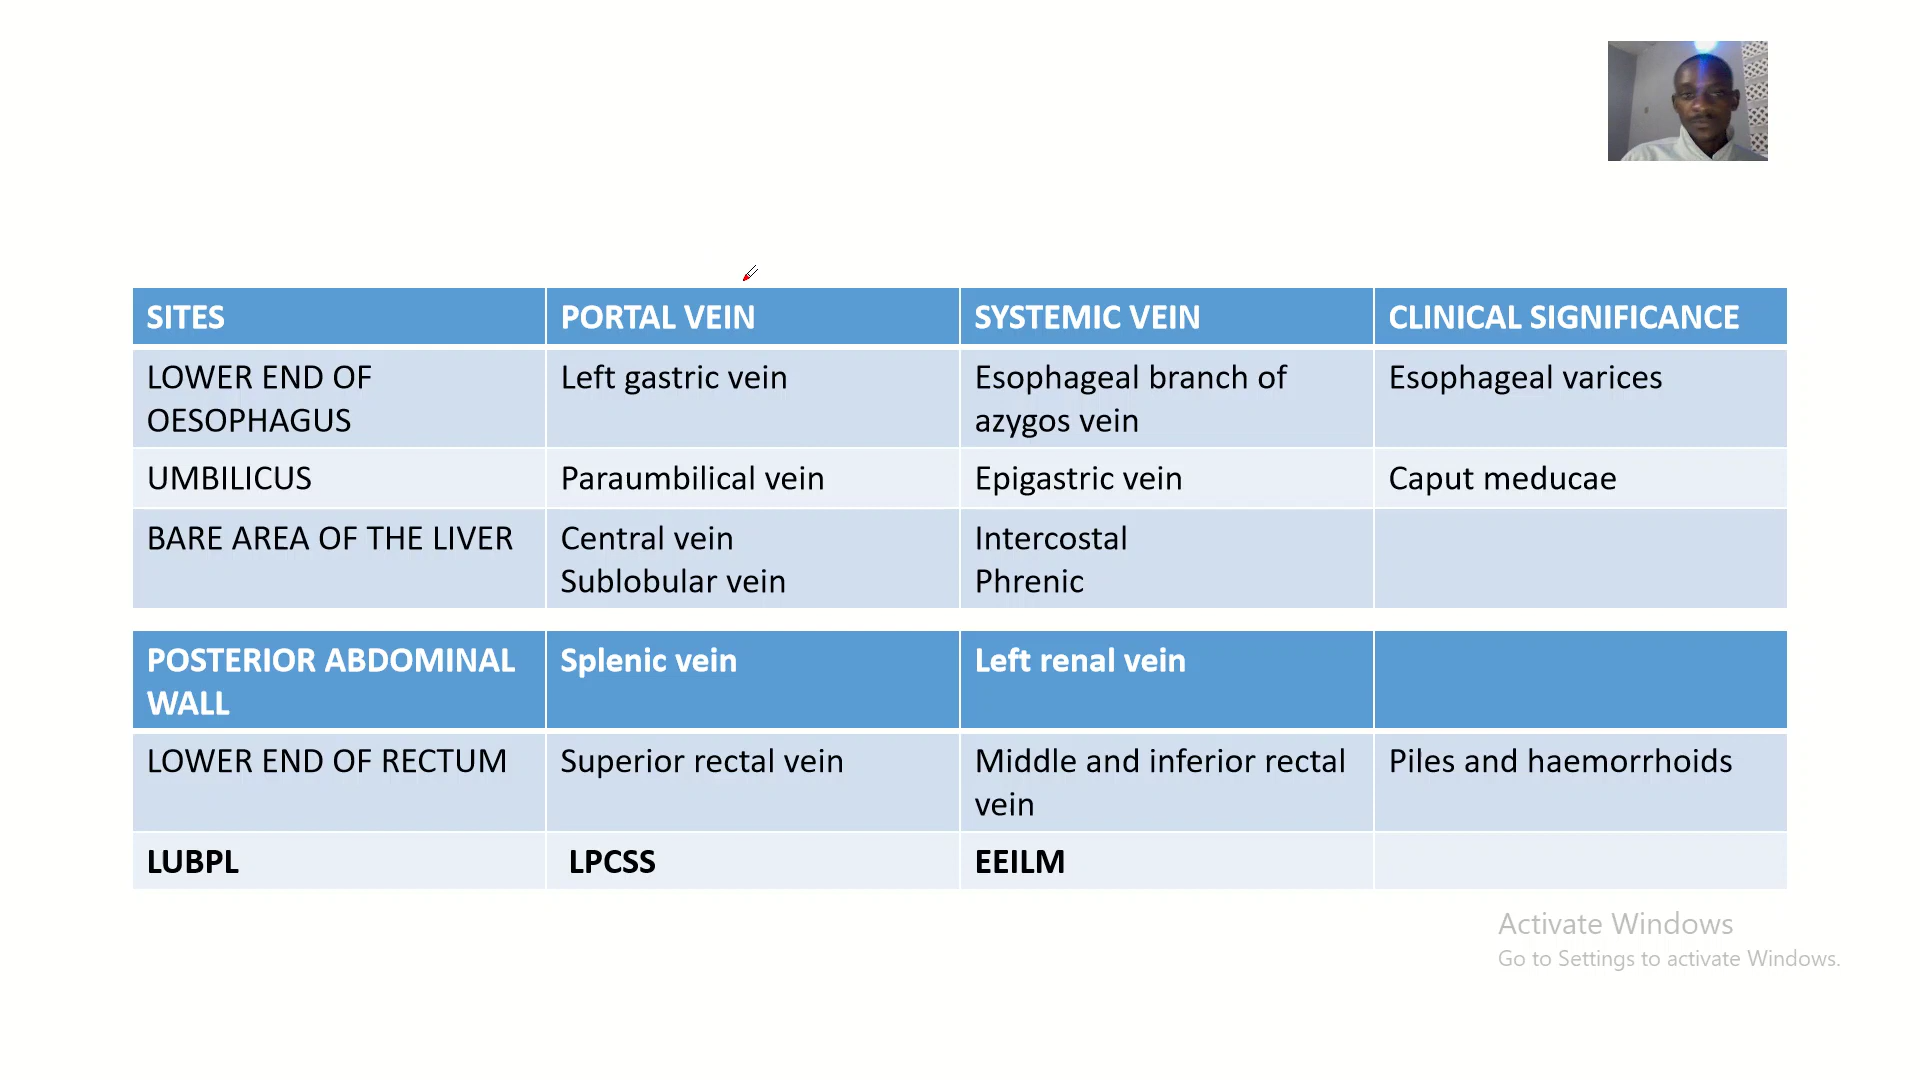 SITES
PORTAL VEIN
SYSTEMIC VEIN
CLINICAL SIGNIFICANCE
LOWER END OF
OESOPHAGUS
Left gastric vein
Esophageal branch of
azygos vein
Esophageal varices
UMBILICUS
Paraumbilical vein
Epigastric vein
Caput meducae
BARE AREA OF THE LIVER
Central vein
Sublobular vein
Intercostal
Phrenic
POSTERIOR ABDOMINAL
WALL
Splenic vein
Left renal vein
LOWER END OF RECTUM
Superior rectal vein
Middle and inferior rectal
vein
Piles and haemorrhoids
LUBPL
LPCSS
EEILM
Activate Windows
Go to Settings to activate Windows.